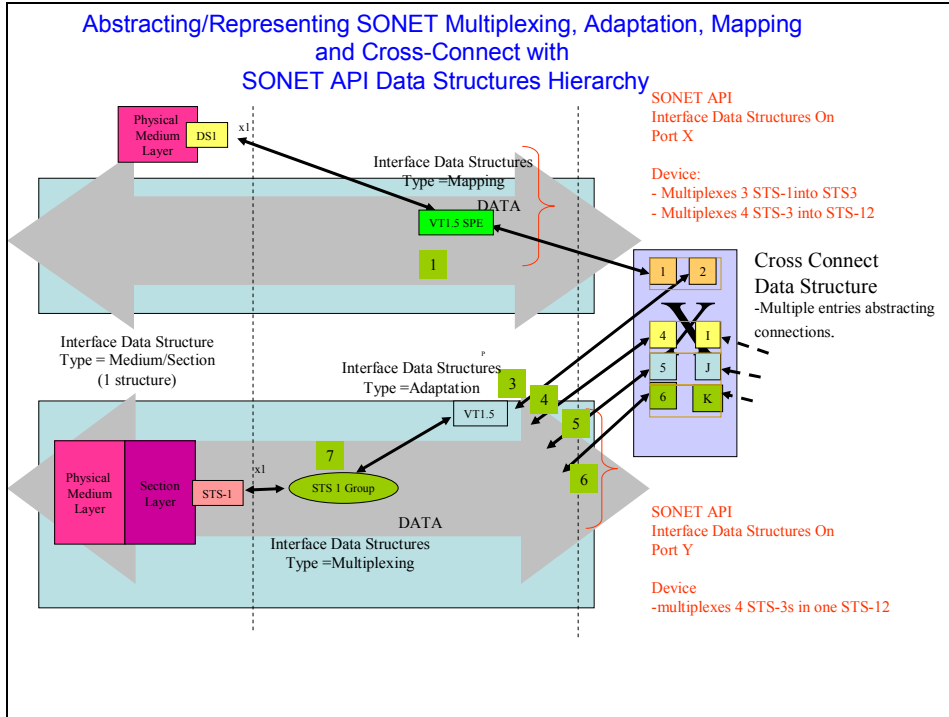 Abstracting/Representing SONET Multiplexing, Adaptation, Mapping
and Cross-Connect with
SONET API Data Structures Hierarchy
Physical
Medium
Layer
DS1
x1
Interface Data Structures
Type =Mapping
DATA
VT1.5 SPE
1
SONET API
Interface Data Structures On
Port X
Device:
- Multiplexes 3 STS-1into STS3
- Multiplexes 4 STS-3 into STS-12
1
2
X
4
I
5
J
6
K
Cross Connect
Data Structure
-Multiple entries abstracting
connections.
Interface Data Structure
Type = Medium/Section
(1 structure)
P
Interface Data Structures
Type =Adaptation
3
4
5
6
VT1.5
7
Physical
Medium
Layer
Section
Layer
STS-1
x1
STS 1 Group
DATA
Interface Data Structures
Type =Multiplexing
SONET API
Interface Data Structures On
Port Y
Device
-multiplexes 4 STS-3s in one STS-12